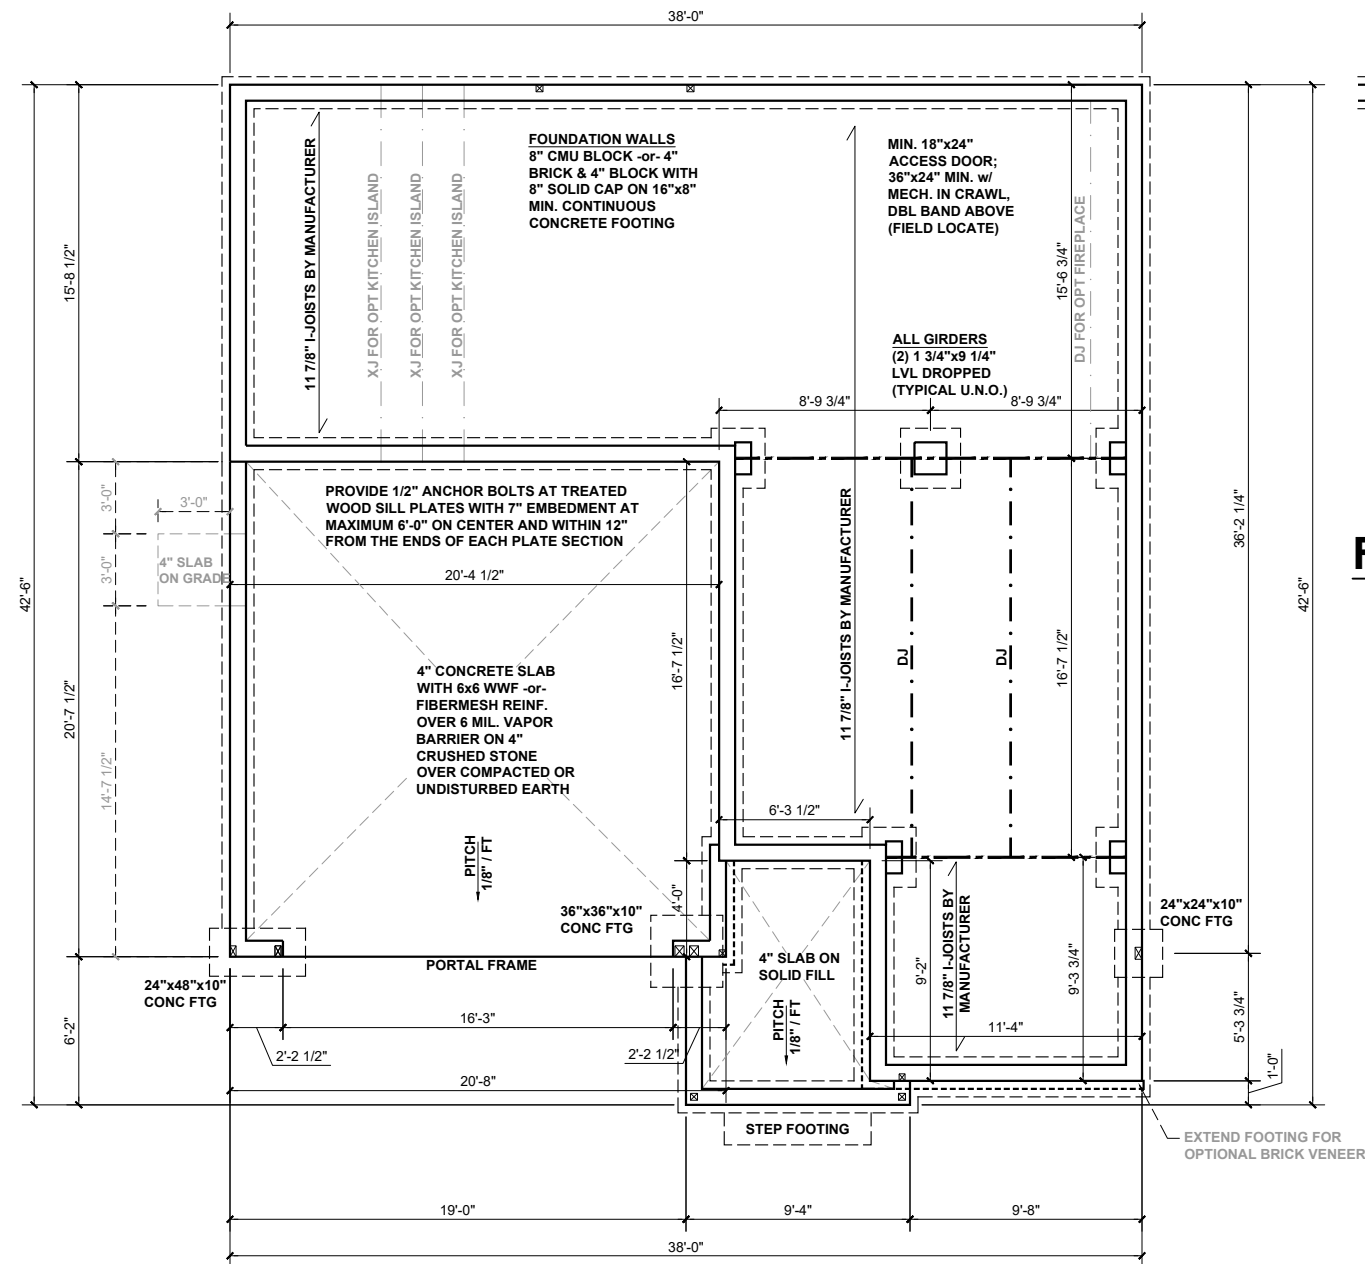 38'-0"
FOUNDATION WALLS
8" CMU BLOCK -or- 4"
BRICK & 4" BLOCK WITH
8" SOLID CAP ON 16"x8"
MIN. CONTINUOUS
CONCRETE FOOTING
MIN. 18"x24"
ACCESS DOOR;
36"x24" MIN. w/
MECH. IN CRAWL,
DBL BAND ABOVE
(FIELD LOCATE)
11 7/8" I-JOISTS BY MANUFACTURER
XJ FOR OPT KITCHEN ISLAND
XJ FOR OPT KITCHEN ISLAND
XJ FOR OPT KITCHEN ISLAND
15'-8 1/2"
15'-6 3/4"
DJ FOR OPT FIREPLACE
ALL GIRDERS
(2) 1 3/4"x9 1/4"
LVL DROPPED
(TYPICAL U.N.O.)
8'-9 3/4"
8'-9 3/4"
PROVIDE 1/2" ANCHOR BOLTS AT TREATED
WOOD SILL PLATES WITH 7" EMBEDMENT AT
MAXIMUM 6'-0" ON CENTER AND WITHIN 12"
FROM THE ENDS OF EACH PLATE SECTION
3'-0"
3'-0"
3'-0"
4" SLAB
ON GRADE
20'-4 1/2"
42'-6"
36'-2 1/4"
42'-6"
F
11 7/8" I-JOISTS BY MANUFACTURER
DJ
DJ
16'-7 1/2"
16'-7 1/2"
20'-7 1/2"
14'-7 1/2"
4" CONCRETE SLAB
WITH 6x6 WWF -or-
FIBERMESH REINF.
OVER 6 MIL. VAPOR
BARRIER ON 4"
CRUSHED STONE
OVER COMPACTED OR
UNDISTURBED EARTH
6'-3 1/2"
PITCH
1/8" / FT
4'-0"
36"x36"x10"
CONC FTG
24"x24"x10"
CONC FTG
PORTAL FRAME
4" SLAB ON
SOLID FILL
9'-2"
11 7/8" I-JOISTS BY
MANUFACTURER
9'-3 3/4"
24"x48"x10"
CONC FTG
16'-3"
PITCH
1/8" / FT
11'-4"
6'-2"
5'-3 3/4"
2'-2 1/2"
2'-2 1/2"
1'-0"
20'-8"
STEP FOOTING
EXTEND FOOTING FOR
OPTIONAL BRICK VENEER
19'-0"
9'-4"
9'-8"
38'-0"